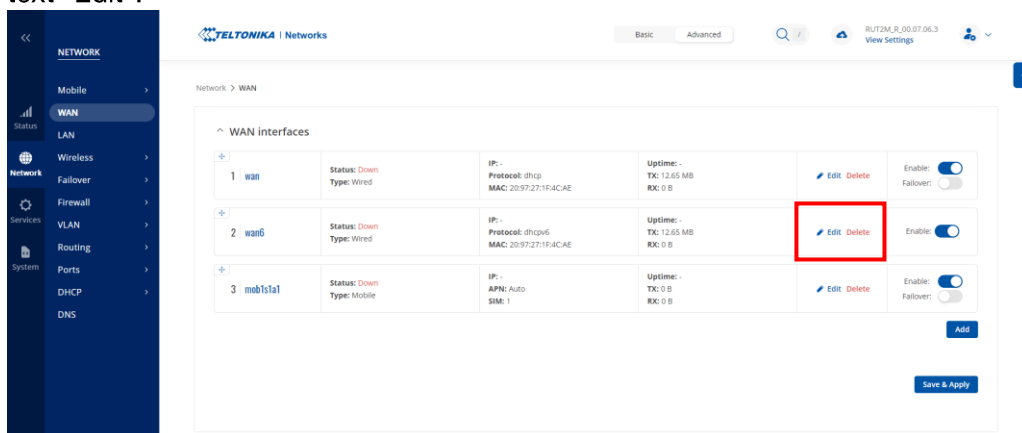 text "Edit".
TELTONIKA | Networks
Basic Advanced
/
RUT2M_R_00.07.06.3
View Settings
NETWORK
Mobile
WAN
LAN
Wireless
Failover
Firewall
VLAN
Routing
Ports
DHCP
DNS
Status
Network
Services
System
Network > WAN
WAN interfaces
1 wan
Status: Down
Type: Wired
IP: -
Protocol: dhcp
MAC: 20:97:27:1F:4C:AE
Uptime: -
TX: 12.65 MB
RX: 0 B
Edit Delete
Enable:
Failover:
2 wan6
Status: Down
Type: Wired
IP: -
Protocol: dhcpv6
MAC: 20:97:27:1F:4C:AE
Uptime: -
TX: 12.65 MB
RX: 0 B
Edit Delete
Enable:
3 mob1s1a1
Status: Down
Type: Mobile
IP: -
APN: Auto
SIM: 1
Uptime: -
TX: 0 B
RX: 0 B
Edit Delete
Enable:
Failover:
Add
Save & Apply